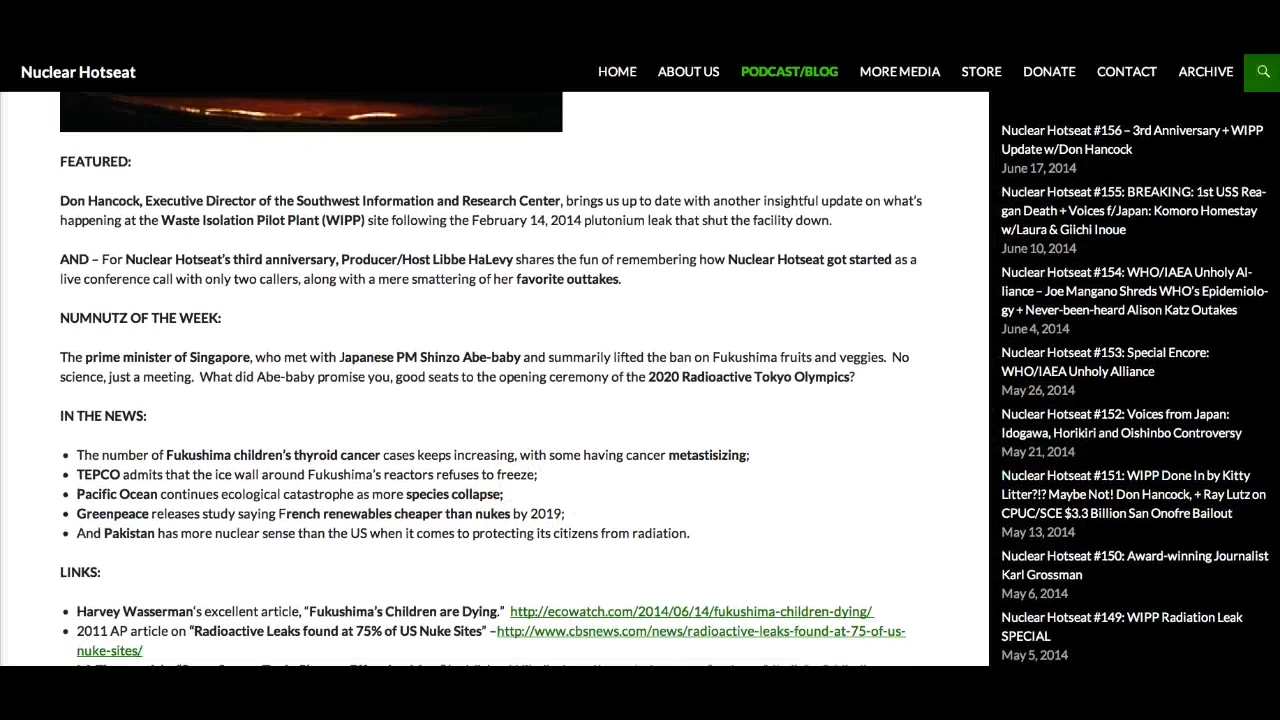 Nuclear Hotseat
HOME ABOUT US PODCAST/BLOG MORE MEDIA STORE DONATE CONTACT ARCHIVE
FEATURED:
Don Hancock, Executive Director of the Southwest Information and Research Center, brings us up to date with another insightful update on what's
happening at the Waste Isolation Pilot Plant (WIPP) site following the February 14, 2014 plutonium leak that shut the facility down.
AND – For Nuclear Hotseat's third anniversary, Producer/Host Libbe HaLevy shares the fun of remembering how Nuclear Hotseat got started as a
live conference call with only two callers, along with a mere smattering of her favorite outtakes.
NUMNUTZ OF THE WEEK:
The prime minister of Singapore, who met with Japanese PM Shinzo Abe-baby and summarily lifted the ban on Fukushima fruits and veggies. No
science, just a meeting. What did Abe-baby promise you, good seats to the opening ceremony of the 2020 Radioactive Tokyo Olympics?
IN THE NEWS:
• The number of Fukushima children's thyroid cancer cases keeps increasing, with some having cancer metastisizing;
• TEPCO admits that the ice wall around Fukushima's reactors refuses to freeze;
• Pacific Ocean continues ecological catastrophe as more species collapse;
• Greenpeace releases study saying French renewables cheaper than nukes by 2019;
• And Pakistan has more nuclear sense than the US when it comes to protecting its citizens from radiation.
LINKS:
• Harvey Wasserman's excellent article, "Fukushima's Children are Dying." http://ecowatch.com/2014/06/14/fukushima-children-dying/
• 2011 AP article on "Radioactive Leaks found at 75% of US Nuke Sites" –http://www.cbsnews.com/news/radioactive-leaks-found-at-75-of-us-
nuke-sites/
Nuclear Hotseat #156 – 3rd Anniversary + WIPP
Update w/Don Hancock
June 17, 2014
Nuclear Hotseat #155: BREAKING: 1st USS Rea-
gan Death + Voices f/Japan: Komoro Homestay
w/Laura & Giichi Inoue
June 10, 2014
Nuclear Hotseat #154: WHO/IAEA Unholy Al-
liance – Joe Mangano Shreds WHO's Epidemiolo-
gy + Never-been-heard Alison Katz Outakes
June 4, 2014
Nuclear Hotseat #153: Special Encore:
WHO/IAEA Unholy Alliance
May 26, 2014
Nuclear Hotseat #152: Voices from Japan:
Idogawa, Horikiri and Oishinbo Controversy
May 21, 2014
Nuclear Hotseat #151: WIPP Done In by Kitty
Litter?!? Maybe Not! Don Hancock, + Ray Lutz on
CPUC/SCE $3.3 Billion San Onofre Bailout
May 13, 2014
Nuclear Hotseat #150: Award-winning Journalist
Karl Grossman
May 6, 2014
Nuclear Hotseat #149: WIPP Radiation Leak
SPECIAL
May 5, 2014